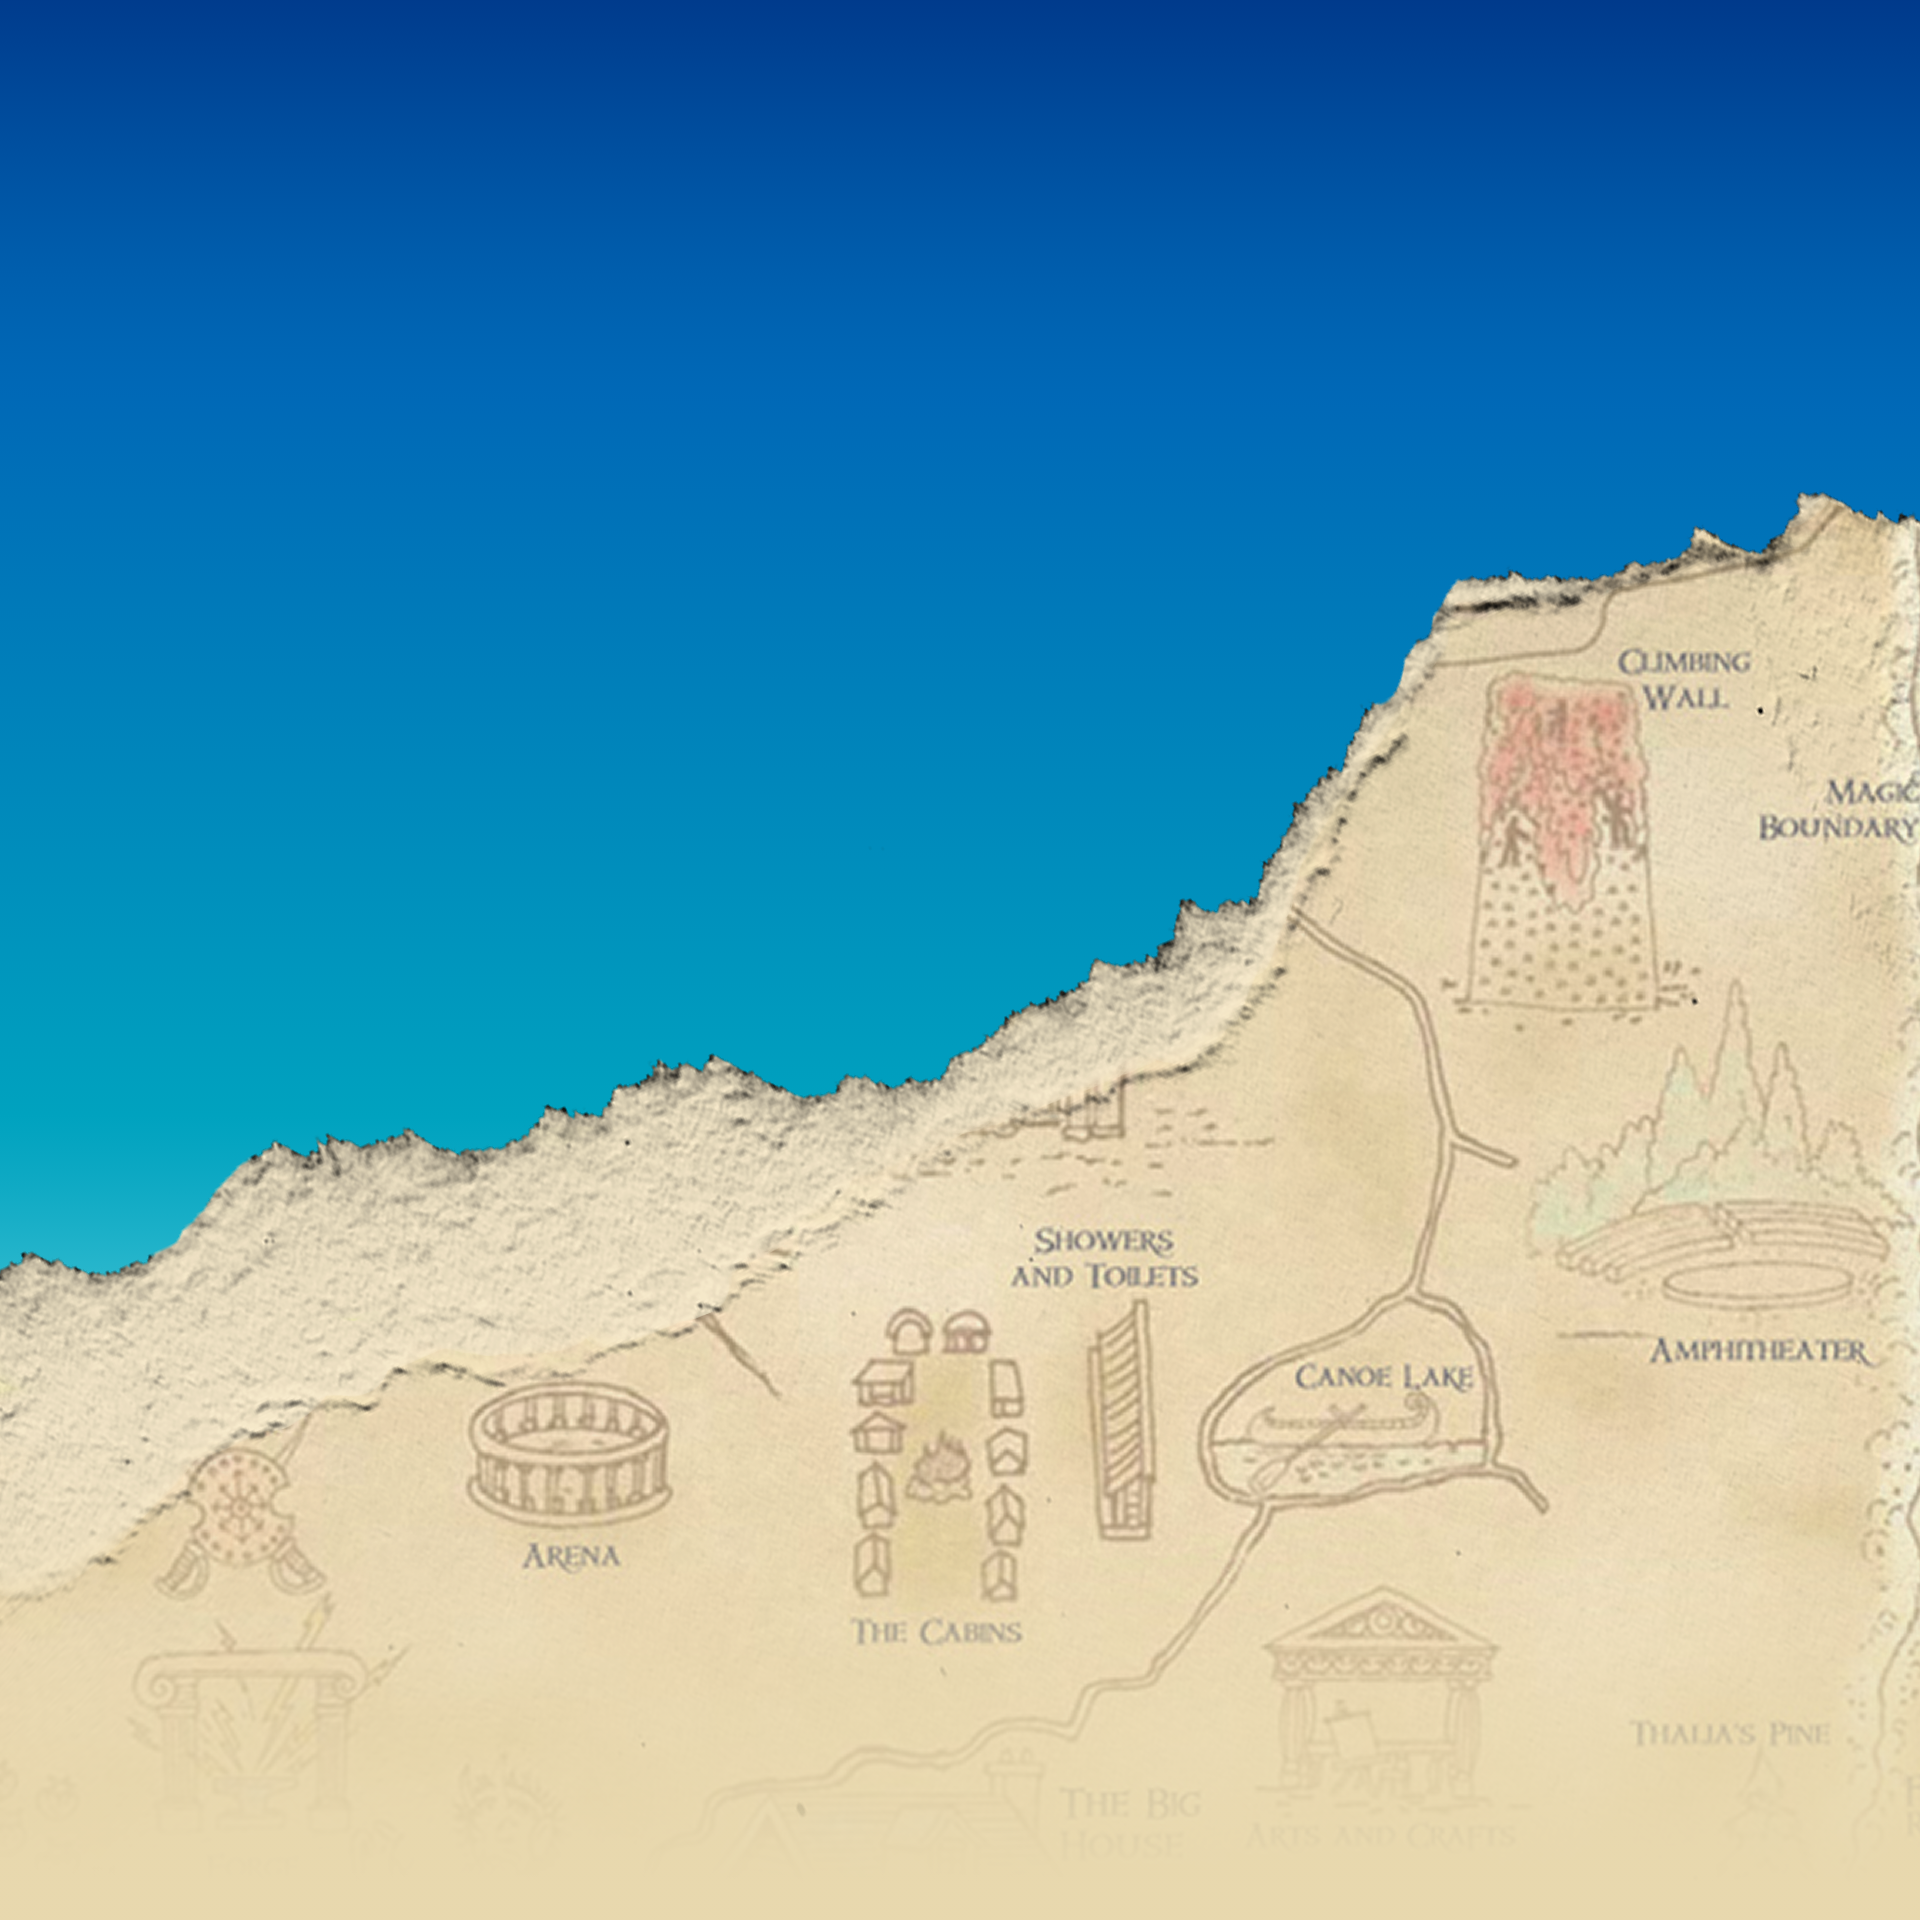 Climbing
Wall
Magic
Boundary
Showers
and Toilets
Amphitheater
Canoe Lake
Arena
The Cabins
Thalia's Pine
The Big
House
Arts and Crafts